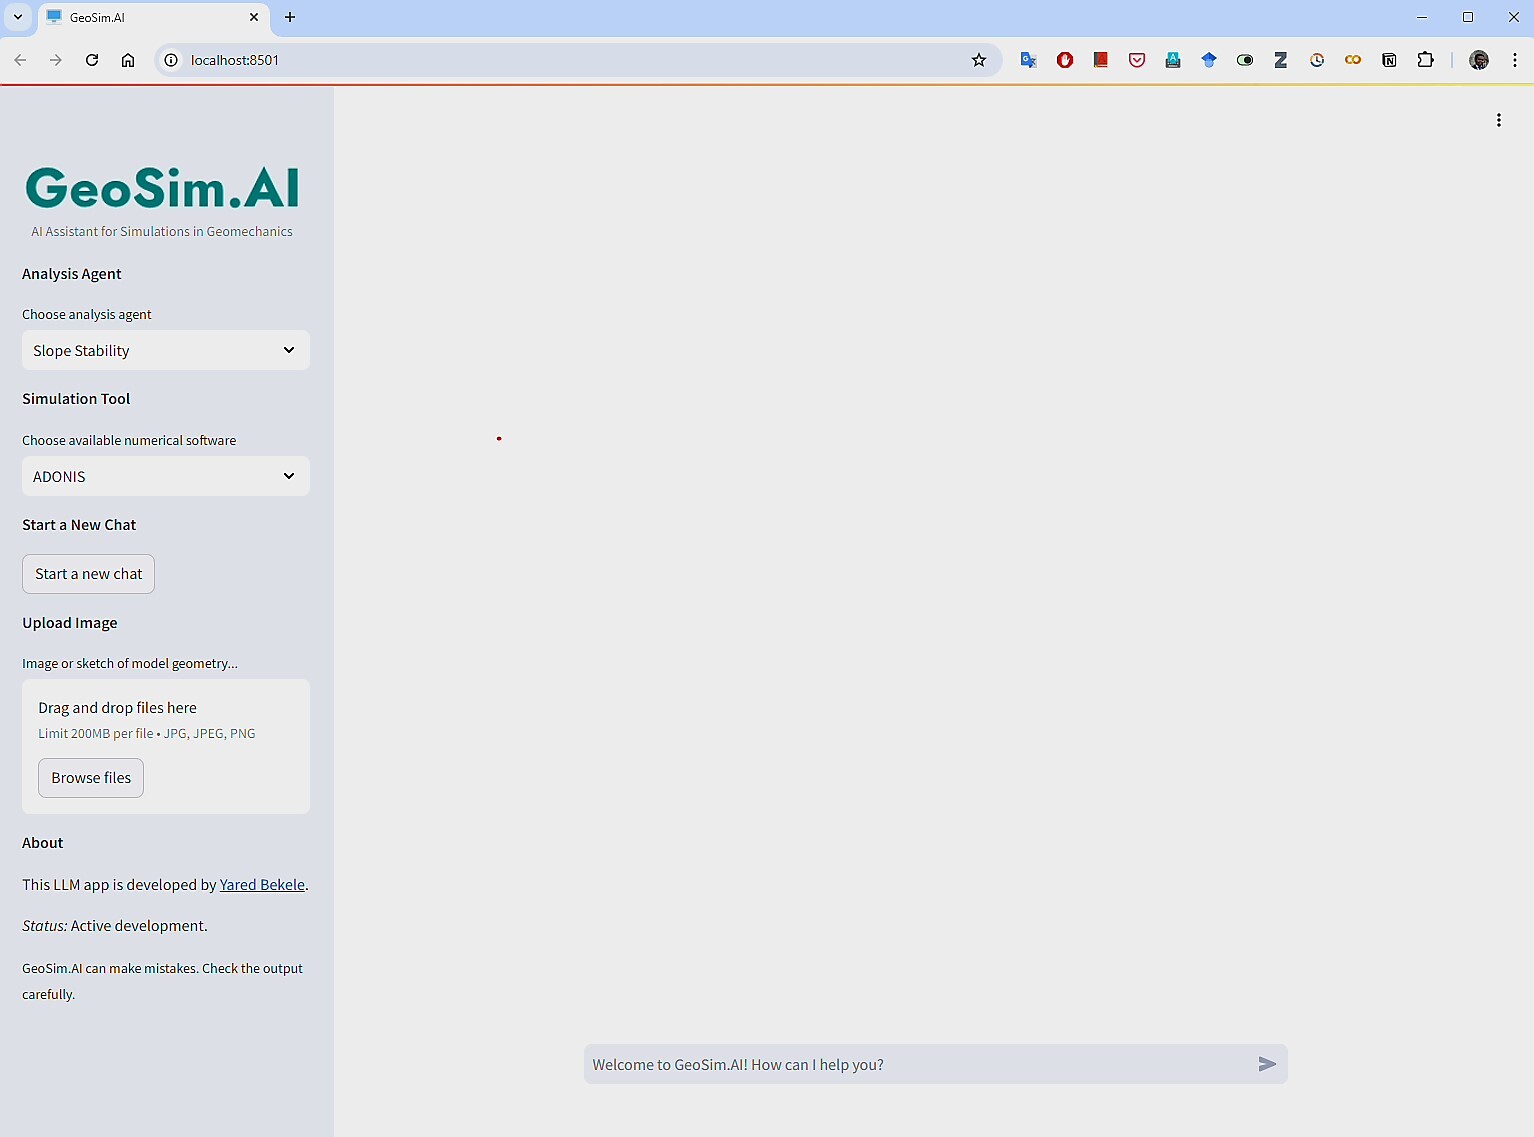 GeoSim.AI
localhost:8501
GeoSim.AI
AI Assistant for Simulations in Geomechanics
Analysis Agent
Choose analysis agent
Slope Stability
Simulation Tool
Choose available numerical software
ADONIS
Start a New Chat
Start a new chat
Upload Image
Image or sketch of model geometry...
Drag and drop files here
Limit 200MB per file • JPG, JPEG, PNG
Browse files
About
This LLM app is developed by Yared Bekele.
Status: Active development.
GeoSim.AI can make mistakes. Check the output
carefully.
Welcome to GeoSim.AI! How can I help you?